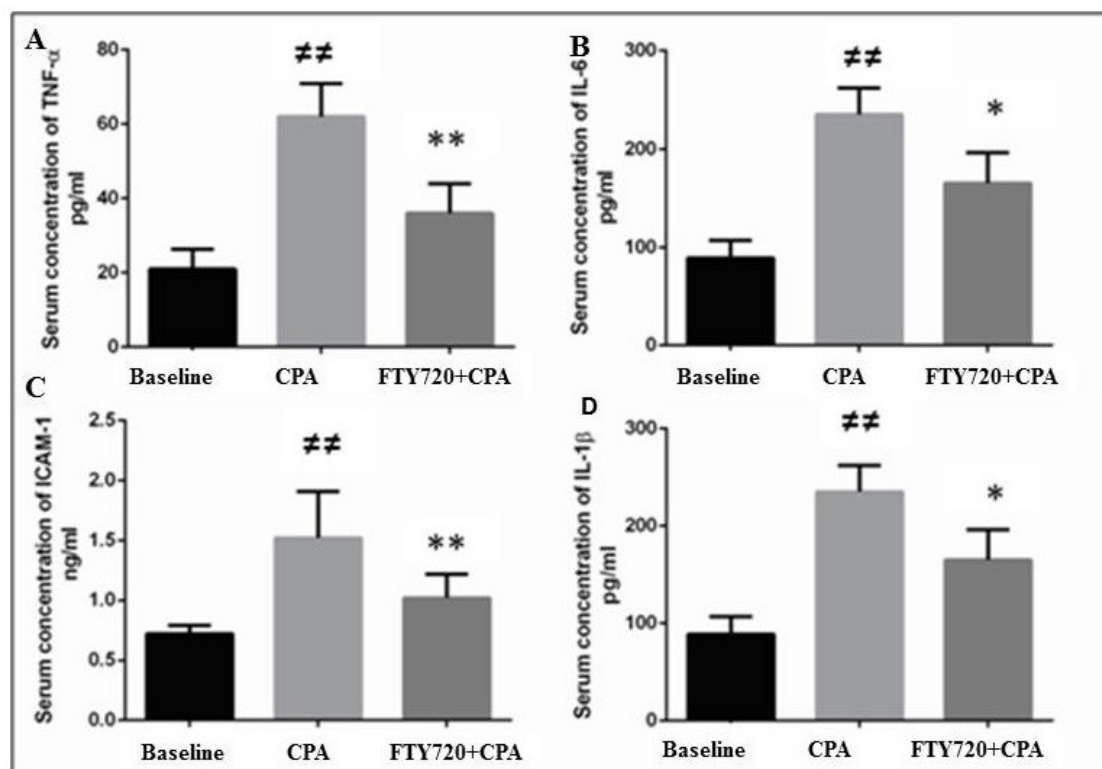 A
Serum concentration of TNF-α
pg/ml
80
60
40
20
0
≠≠
**
Baseline CPA FTY720+CPA
B
Serum concentration of IL-6
pg/ml
300
200
100
0
≠≠
*
Baseline CPA FTY720+CPA
C
Serum concentration of ICAM-1
ng/ml
2.5
2.0
1.5
1.0
0.5
0.0
≠≠
**
Baseline CPA FTY720+CPA
D
Serum concentration of IL-1β
pg/ml
300
200
100
0
≠≠
*
Baseline CPA FTY720+CPA